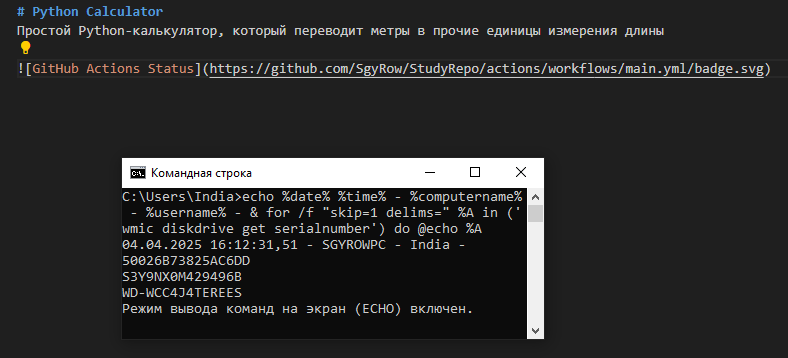 # Python Calculator
Простой Python-калькулятор, который переводит метры в прочие единицы измерения длины
![GitHub Actions Status](https://github.com/SgyRow/StudyRepo/actions/workflows/main.yml/badge.svg)
Командная строка
C:\Users\India>echo %date% %time% - %computername%
- %username% - & for /f "skip=1 delims=" %A in ('
wmic diskdrive get serialnumber') do @echo %A
04.04.2025 16:12:31,51 - SGYROWPC - India -
50026B73825AC6DD
S3Y9NX0M429496B
WD-WCC4J4TEREES
Режим вывода команд на экран (ECHO) включен.